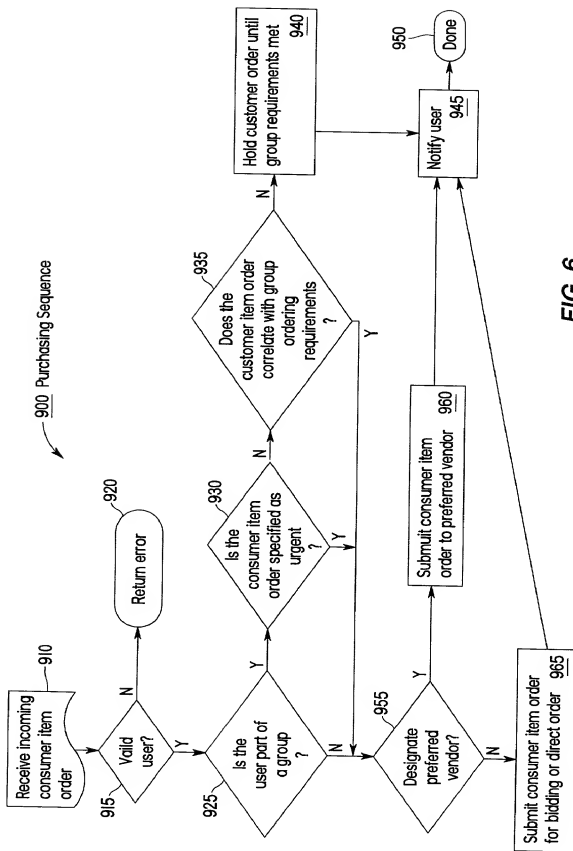 900 Purchasing Sequence
Receive incoming
consumer item
order
910
Valid
user?
915
N
Y
Return error
920
Is the
user part of
a group
?
925
Y
N
Is the
consumer item
order specified as
urgent
?
930
N
Y
Does the
customer item order
correlate with group
ordering
requirements
?
935
N
Y
Hold customer order until
group requirements met
940
Notify user
945
Done
950
Designate
preferred
vendor?
955
Y
N
Submuit consumer item
order to preferred vendor
960
Submit consumer item order
for bidding or direct order
965
FIG. 6